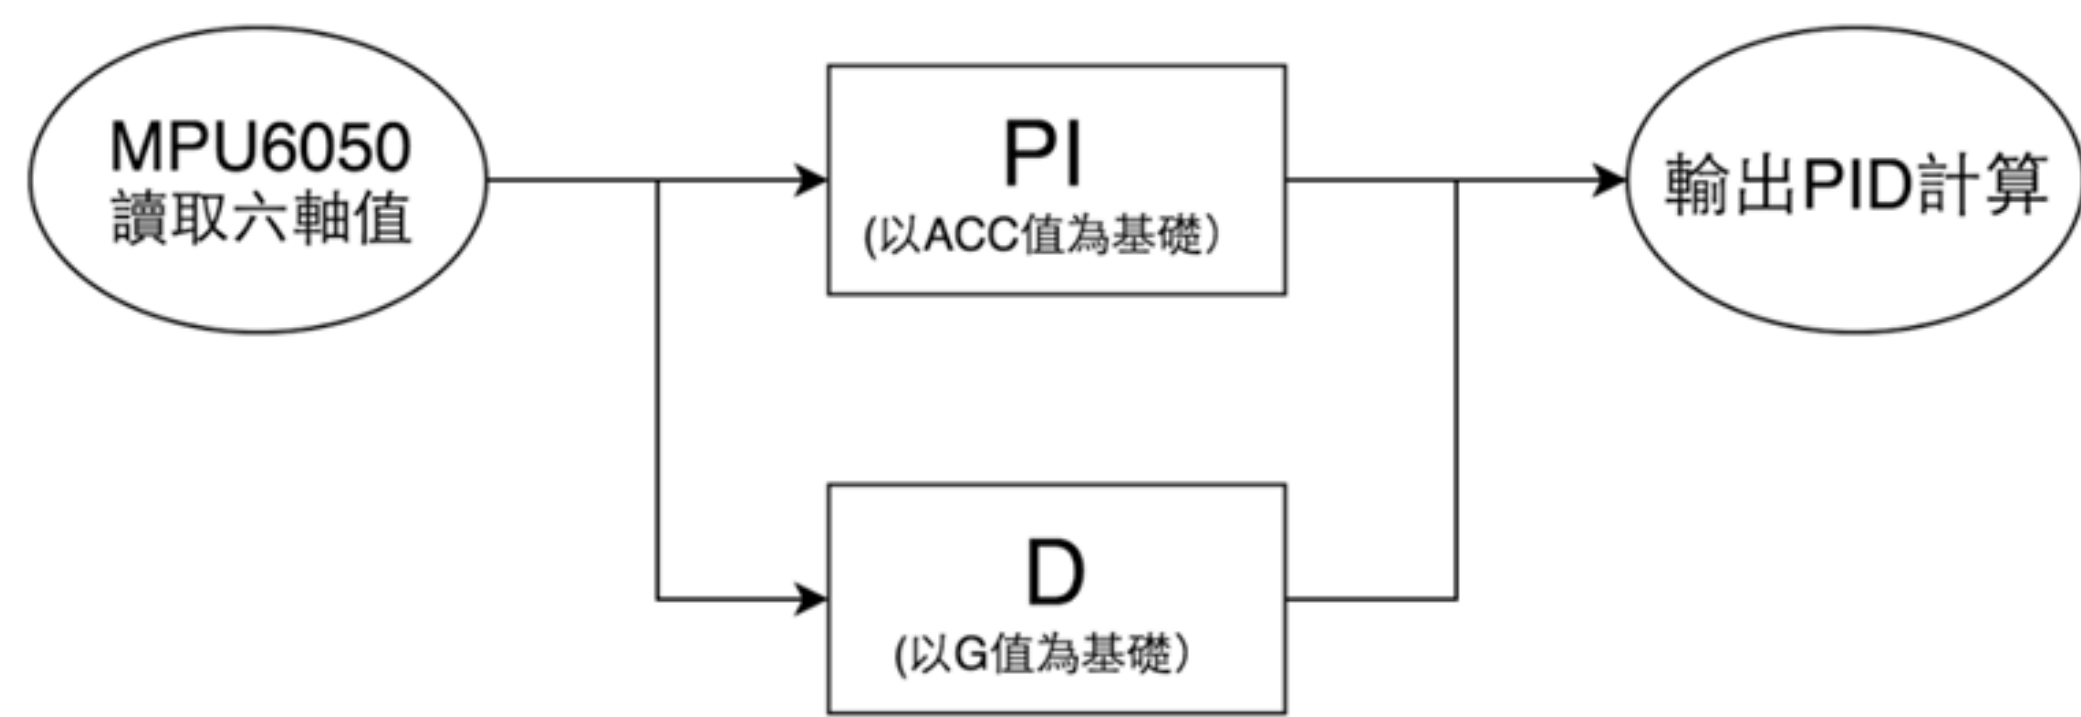 MPU6050
讀取六軸值
PI
(以ACC值為基礎）
D
(以G值為基礎）
輸出PID計算